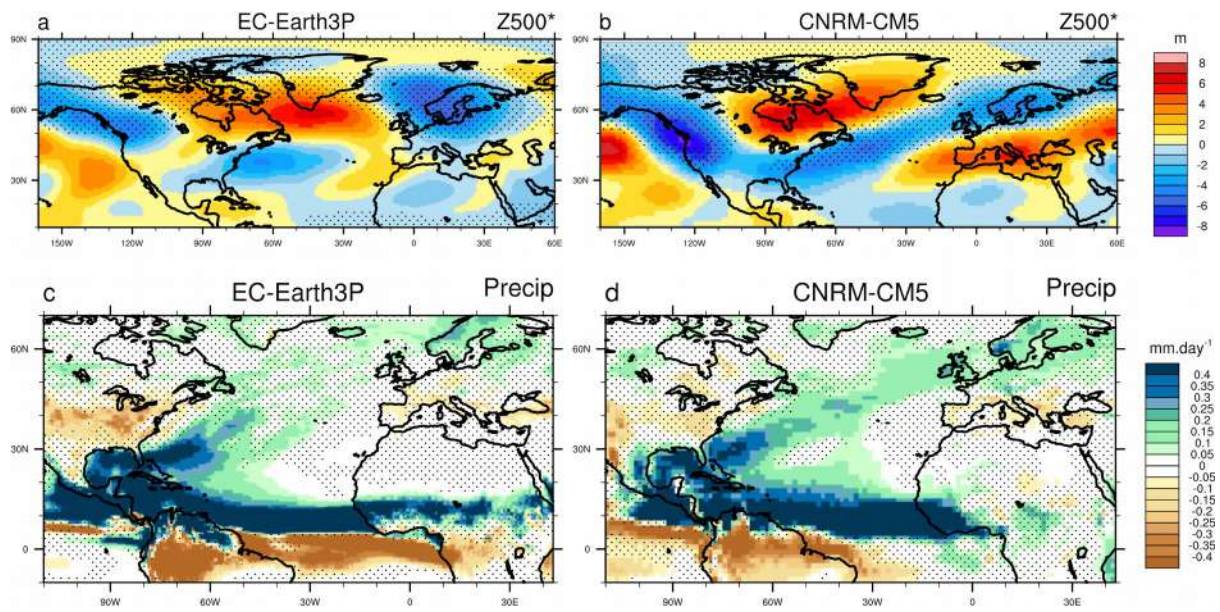 a EC-Earth3P Z500*
b CNRM-CM5 Z500*
m
90N
60N
30N
150W 120W 90W 60W 30W 0 30E 60E
90N
60N
30N
150W 120W 90W 60W 30W 0 30E 60E
8
6
4
2
0
-2
-4
-6
-8
c EC-Earth3P Precip
d CNRM-CM5 Precip
mm.day-1
60N
30N
0
90W 60W 30W 0 30E
60N
30N
0
90W 60W 30W 0 30E
0.4
0.35
0.3
0.25
0.2
0.15
0.1
0.05
-0.05
-0.1
-0.15
-0.2
-0.25
-0.3
-0.35
-0.4